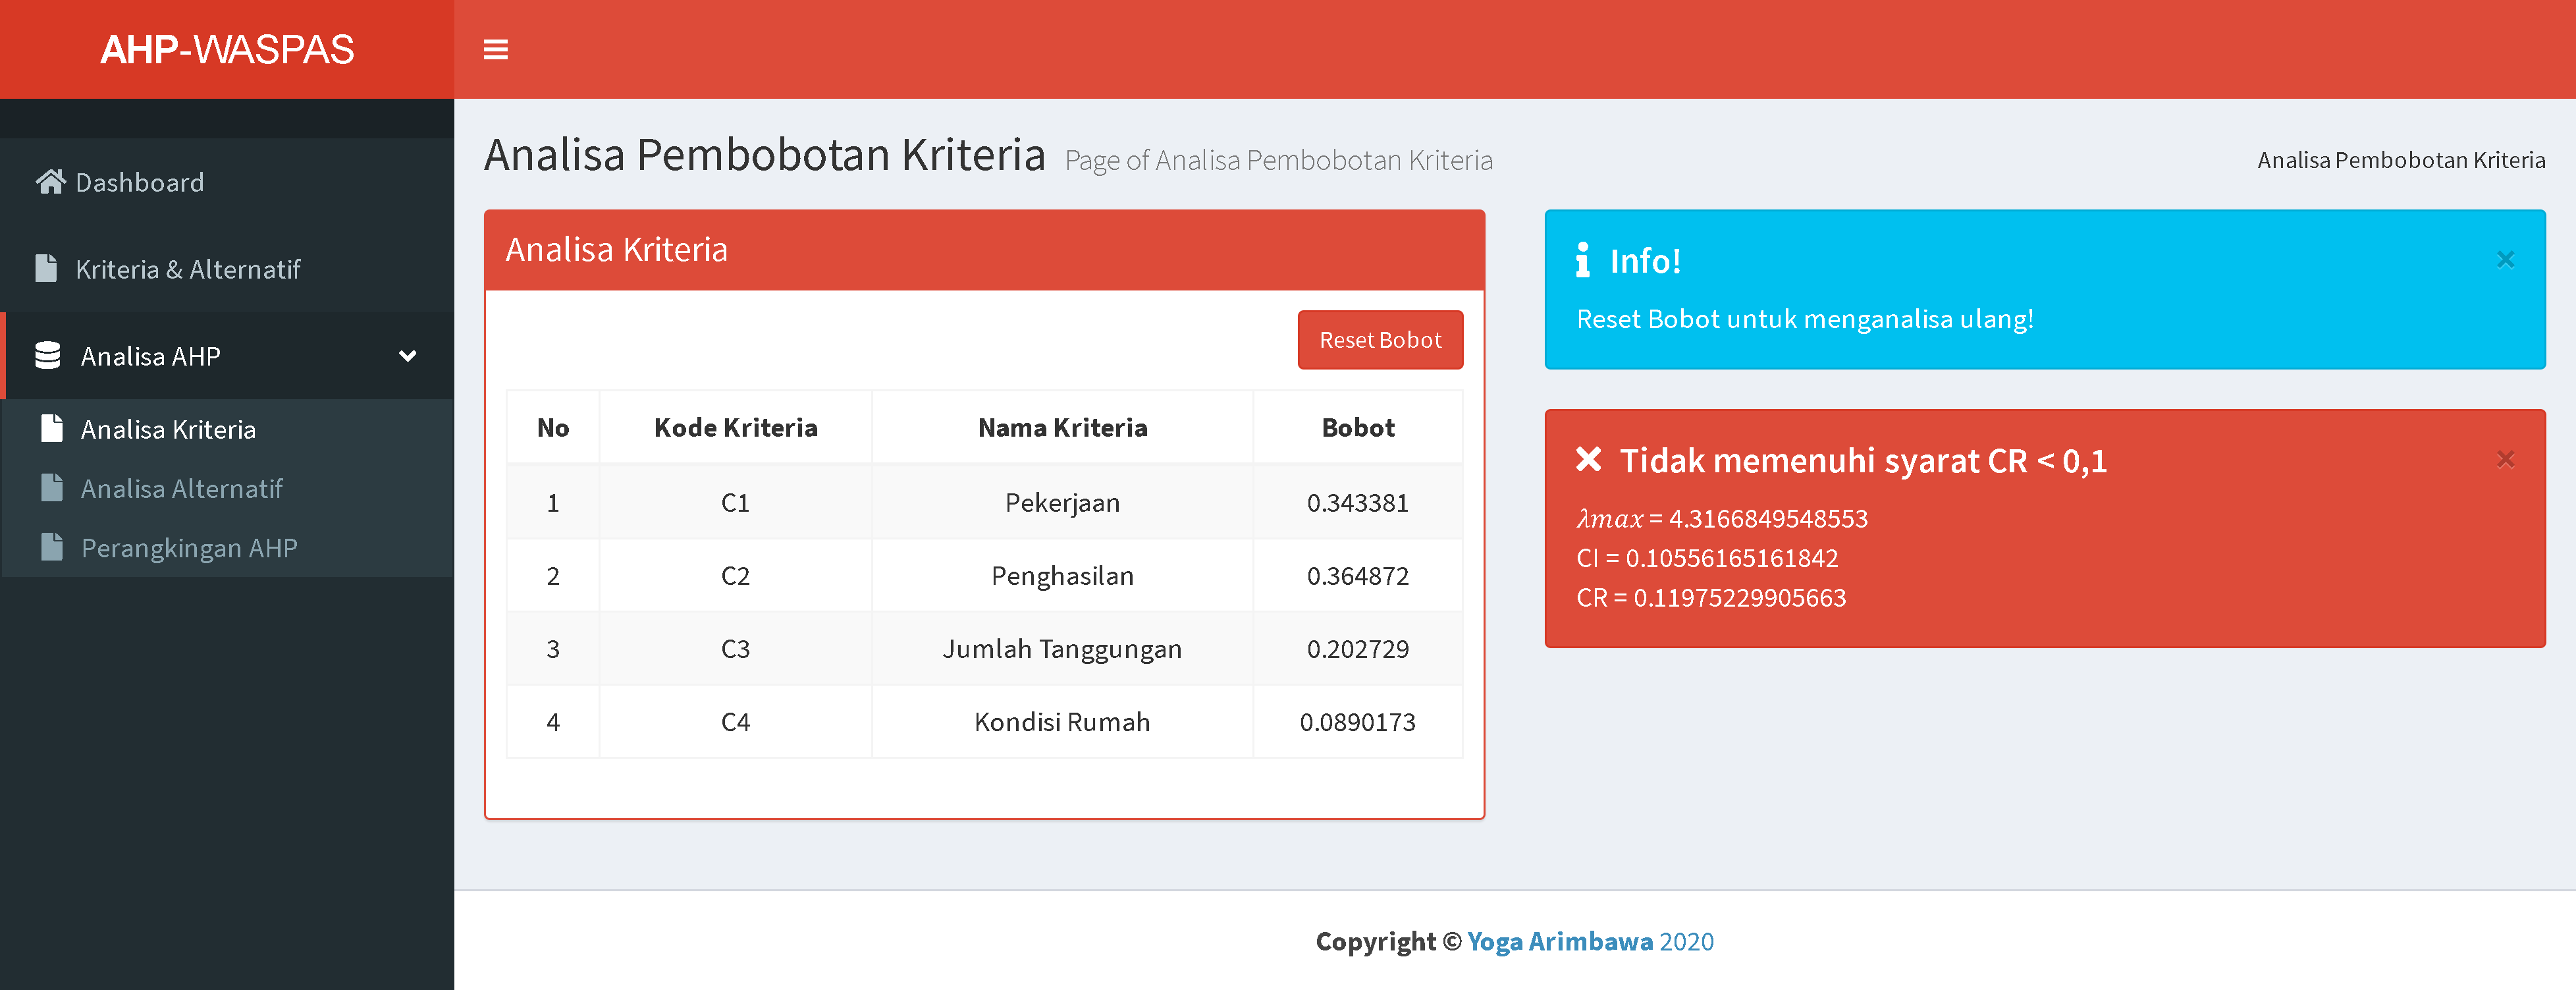 AHP-WASPAS
Dashboard
Kriteria & Alternatif
Analisa AHP
Analisa Kriteria
Analisa Alternatif
Perangkingan AHP
Analisa Pembobotan Kriteria Page of Analisa Pembobotan Kriteria
Analisa Pembobotan Kriteria
Analisa Kriteria
Reset Bobot
No Kode Kriteria Nama Kriteria Bobot
1 C1 Pekerjaan 0.343381
2 C2 Penghasilan 0.364872
3 C3 Jumlah Tanggungan 0.202729
4 C4 Kondisi Rumah 0.0890173
Info!
×
Reset Bobot untuk menganalisa ulang!
Tidak memenuhi syarat CR < 0,1
×
λmax = 4.3166849548553
CI = 0.10556165161842
CR = 0.11975229905663
Copyright © Yoga Arimbawa 2020